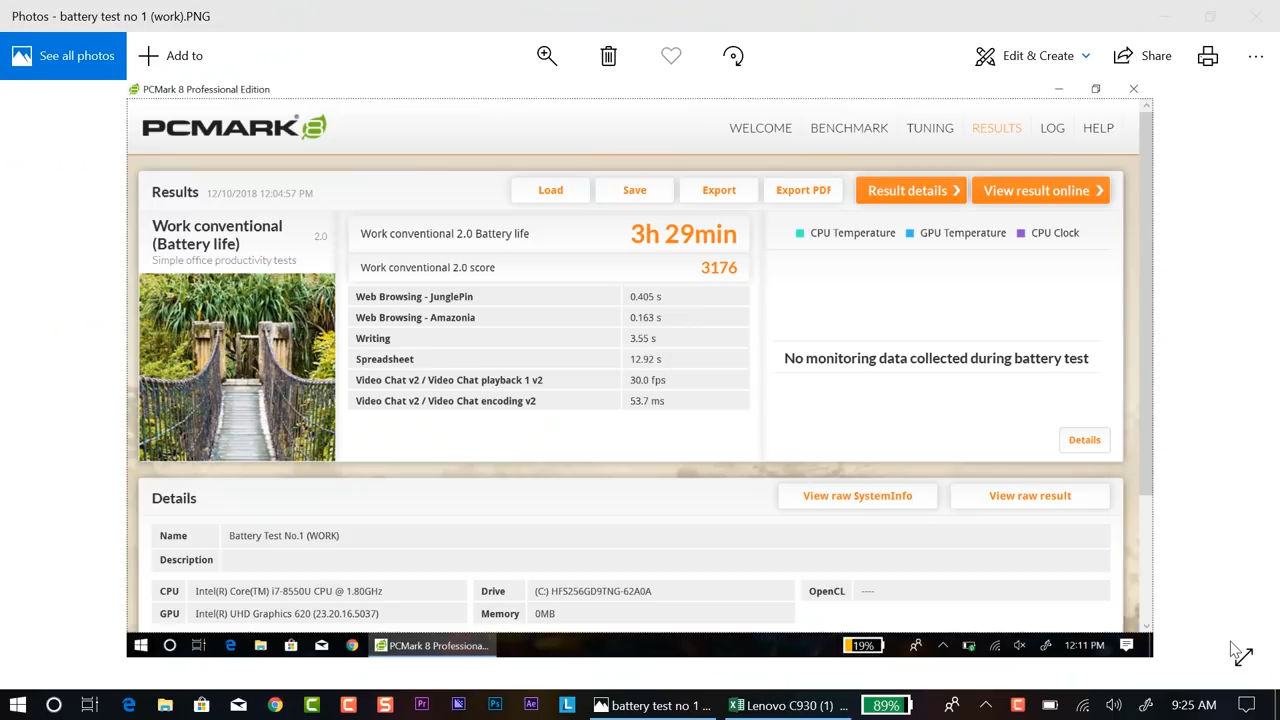 Photos - battery test no 1 (work).PNG
See all photos
Add to
Edit & Create
Share
PCMark 8 Professional Edition
PCMARK® 8
WELCOME BENCHMARK TUNING RESULTS LOG HELP
Results 12/10/2018 12:04:57 PM
Load Save Export Export PDF Result details View result online
Work conventional
(Battery life)
2.0
Simple office productivity tests
Work conventional 2.0 Battery life 3h 29min
Work conventional 2.0 score 3176
Web Browsing - JunglePin 0.405 s
Web Browsing - Amazonia 0.163 s
Writing 3.55 s
Spreadsheet 12.92 s
Video Chat v2 / Video Chat playback 1 v2 30.0 fps
Video Chat v2 / Video Chat encoding v2 53.7 ms
CPU Temperature GPU Temperature CPU Clock
No monitoring data collected during battery test
Details
Details
View raw SystemInfo View raw result
Name Battery Test No.1 (WORK)
Description
CPU Intel(R) Core(TM) i7-8550U CPU @ 1.80GHz Drive (C:) HFS256GD9TNG-62A0A OpenCL ----
GPU Intel(R) UHD Graphics 620 (23.20.16.5037) Memory 0MB
PCMark 8 Professiona...
19%
12:11 PM
Pr
Ps
Ae
L
battery test no 1 ...
Lenovo C930 (1) ...
89%
9:25 AM